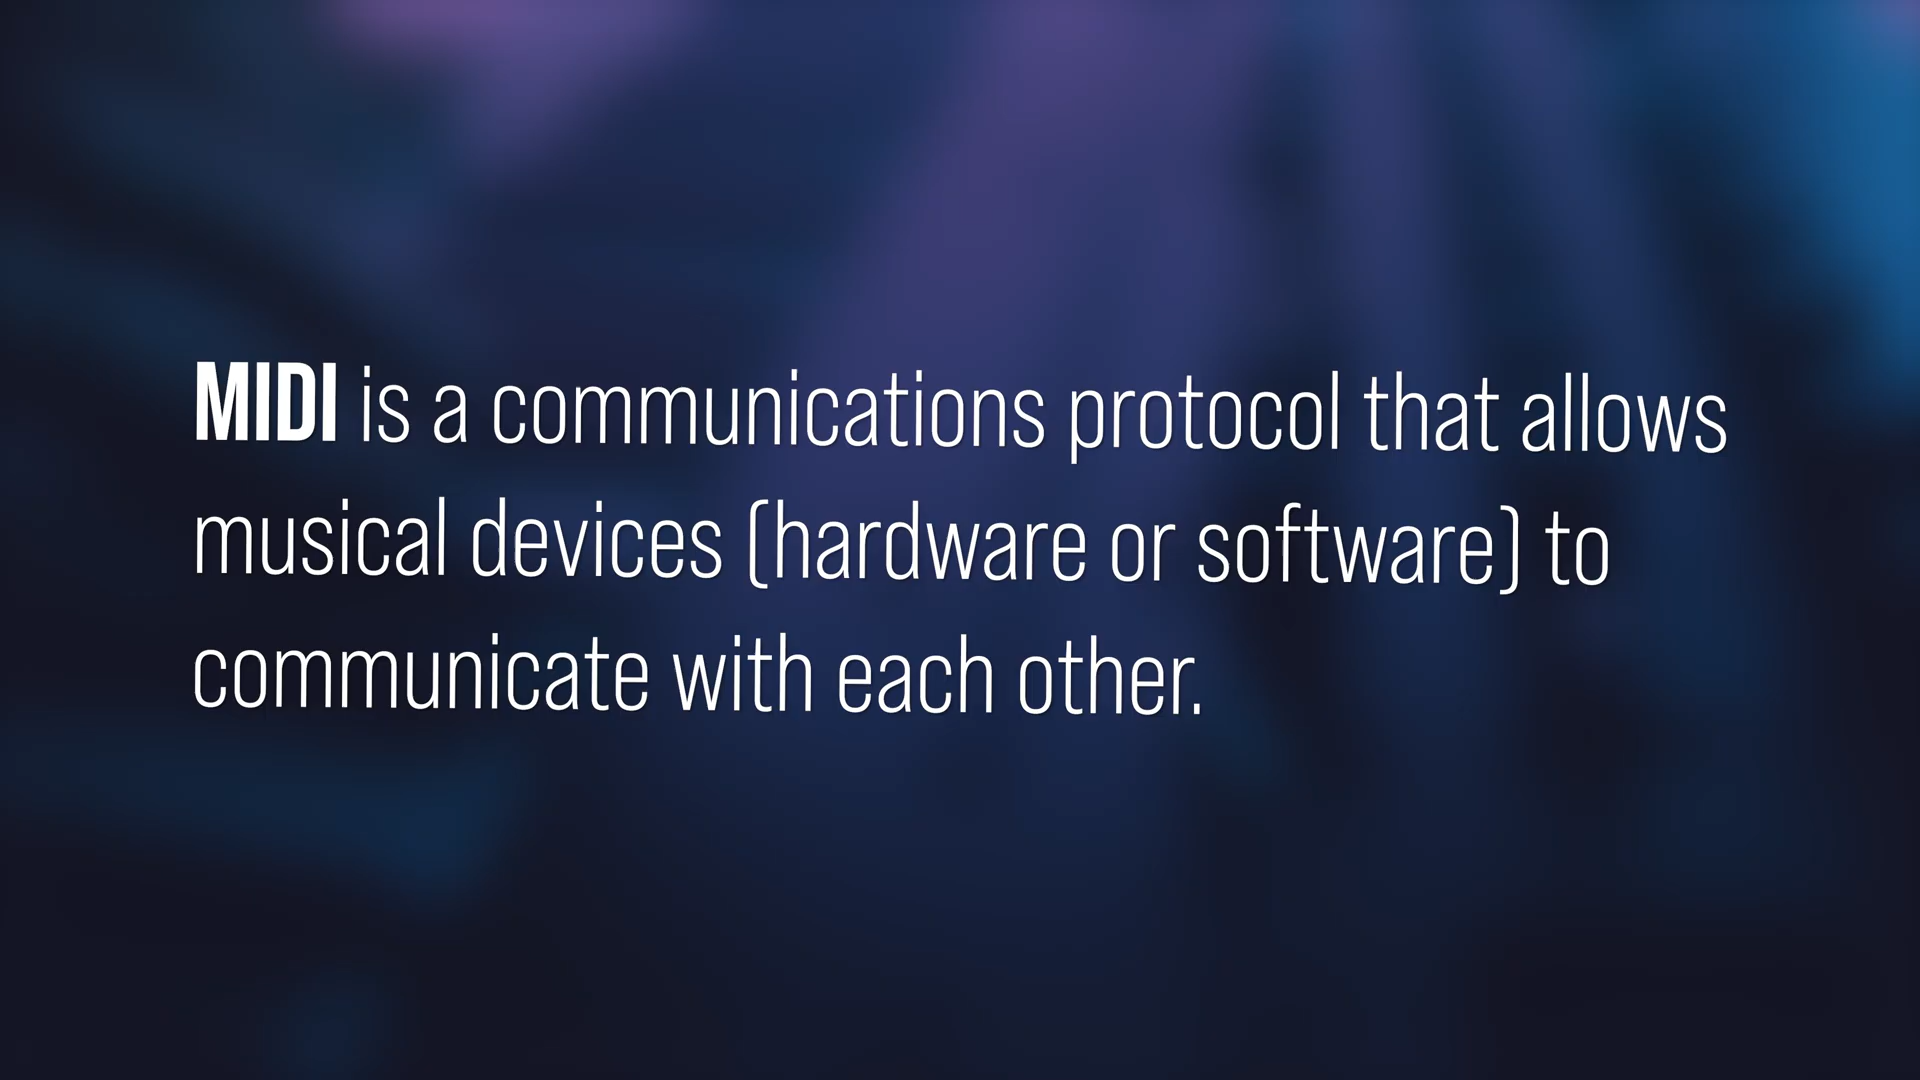 MIDI is a communications protocol that allows
musical devices (hardware or software) to
communicate with each other.